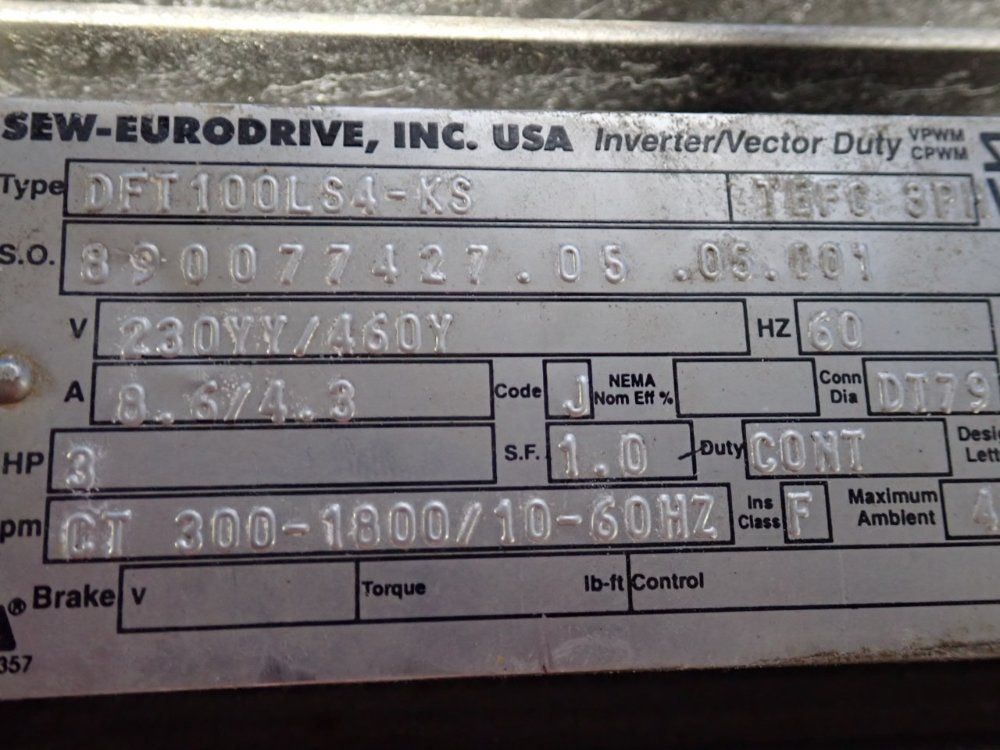 SEW-EURODRIVE, INC. USA Inverter/Vector Duty VPWM
CPWM
Type DFT100LS4-KS TEFC 3PH
S.O. 890077427.05 .05.001
V 230YY/460Y HZ 60
A 8.6/4.3 Code J NEMA Nom Eff % Conn Dia DT79
HP 3 S.F. 1.0 Duty CONT
pm CT 300-1800/10-60HZ Ins Class F Maximum Ambient 4
® Brake V Torque lb-ft Control
357